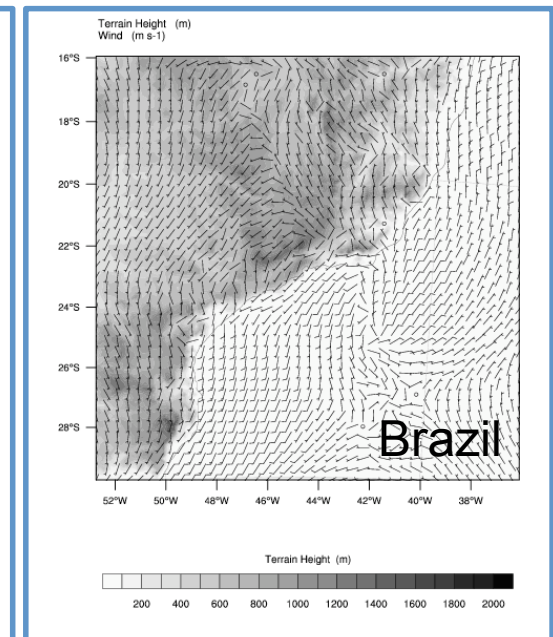 Terrain Height (m)
Wind (m s-1)
16°S
18°S
20°S
22°S
24°S
26°S
28°S
Brazil
52°W 50°W 48°W 46°W 44°W 42°W 40°W 38°W
Terrain Height (m)
200 400 600 800 1000 1200 1400 1600 1800 2000